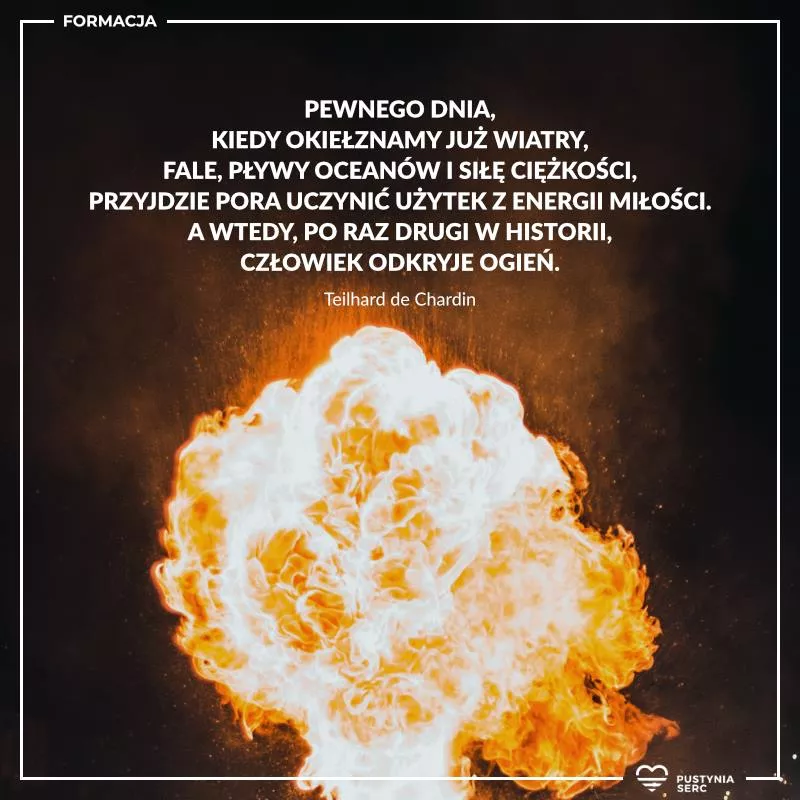 FORMACJA
PEWNEGO DNIA,
KIEDY OKIEŁZNAMY JUŻ WIATRY,
FALE, PŁYWY OCEANÓW I SIŁĘ CIĘŻKOŚCI,
PRZYJDZIE PORA UCZYNIĆ UŻYTEK Z ENERGII MIŁOŚCI.
A WTEDY, PO RAZ DRUGI W HISTORII,
CZŁOWIEK ODKRYJE OGIEŃ.
Teilhard de Chardin
PUSTYNIA
SERC